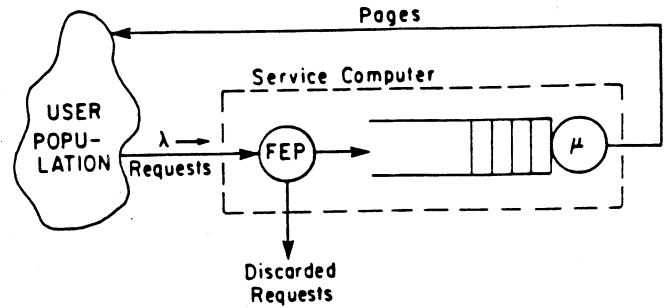 Pages
Service Computer
USER
POPU-
LATION
λ →
Requests
FEP
μ
Discarded
Requests